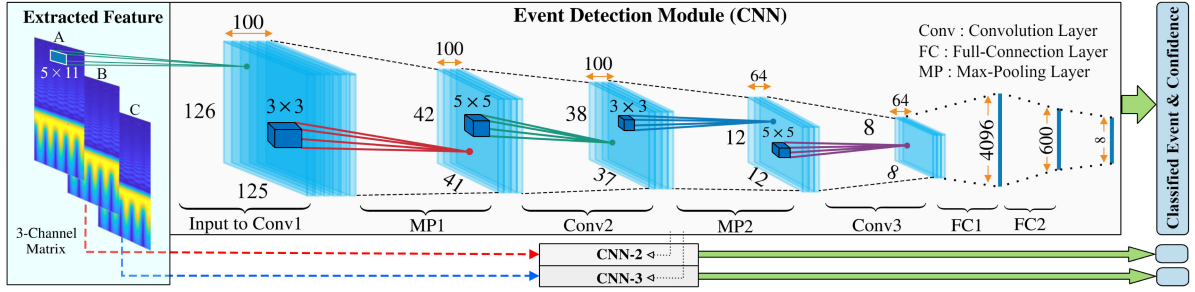 Extracted Feature
A
5 × 11
B
C
3-Channel
Matrix
Event Detection Module (CNN)
Conv : Convolution Layer
FC : Full-Connection Layer
MP : Max-Pooling Layer
100
126
3 × 3
125
Input to Conv1
100
42
5 × 5
41
MP1
100
38
3 × 3
37
Conv2
64
12
5 × 5
12
MP2
64
8
8
Conv3
4096
FC1
600
FC2
8
CNN-2
CNN-3
Classified Event & Confidence